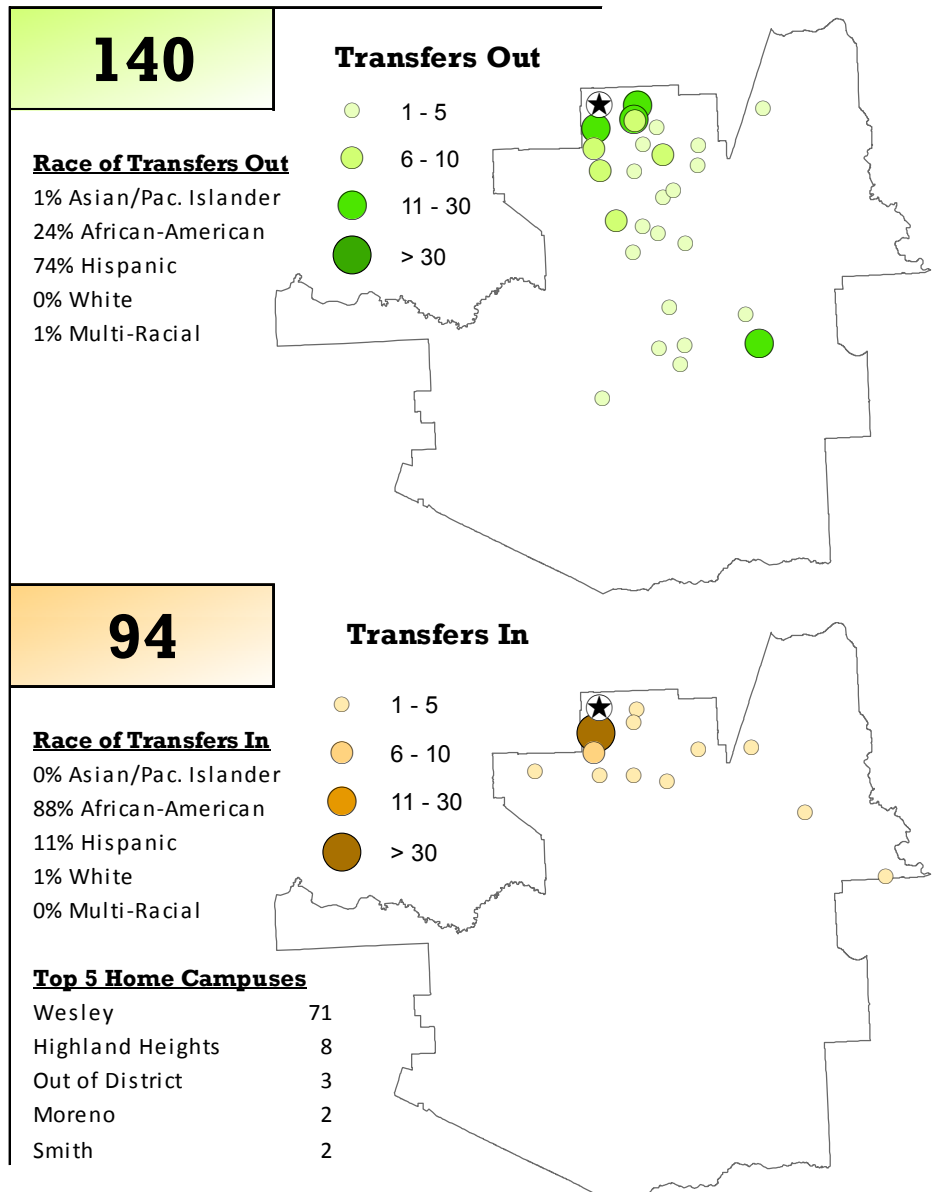 140
Transfers Out
1 - 5
6 - 10
11 - 30
> 30
Race of Transfers Out
1% Asian/Pac. Islander
24% African-American
74% Hispanic
0% White
1% Multi-Racial
94
Transfers In
1 - 5
6 - 10
11 - 30
> 30
Race of Transfers In
0% Asian/Pac. Islander
88% African-American
11% Hispanic
1% White
0% Multi-Racial
Top 5 Home Campuses
Wesley 71
Highland Heights 8
Out of District 3
Moreno 2
Smith 2